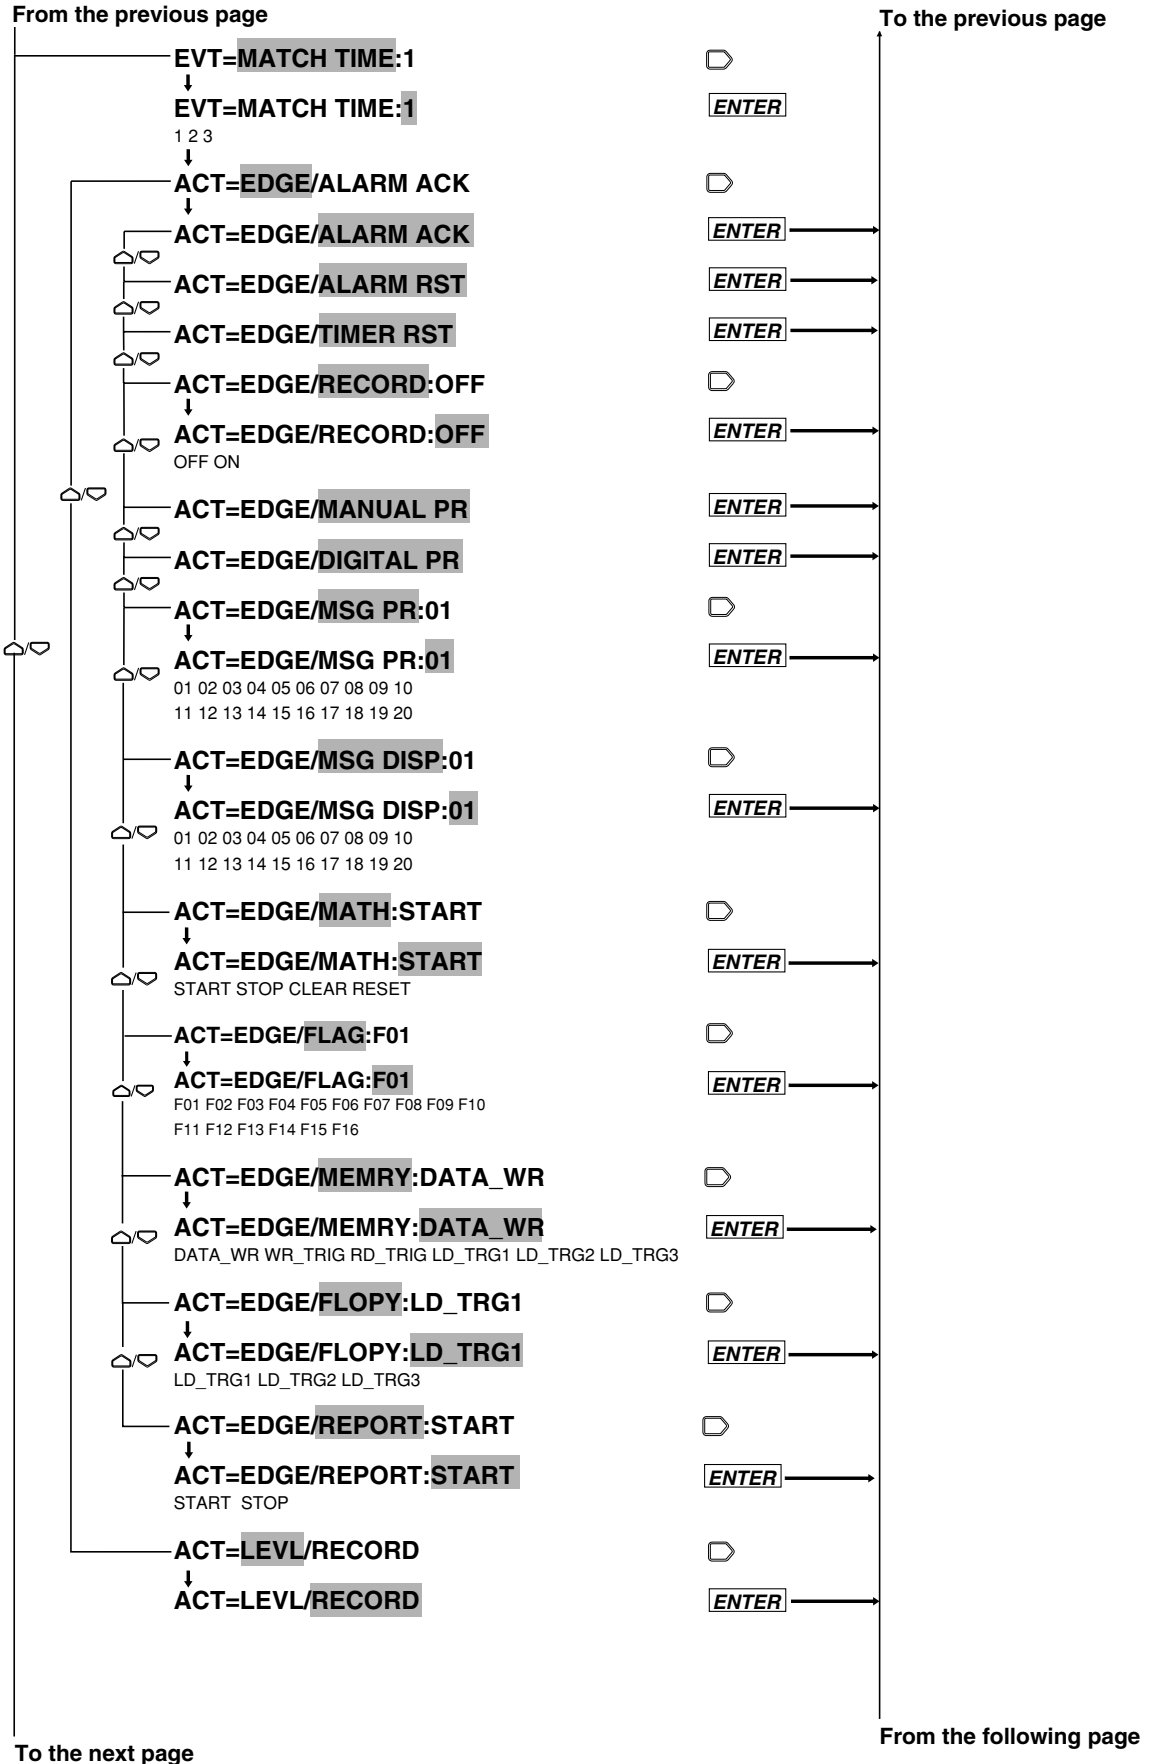 From the previous page
To the previous page
EVT=MATCH TIME:1
EVT=MATCH TIME:1 ENTER
1 2 3
ACT=EDGE/ALARM ACK
ACT=EDGE/ALARM ACK ENTER
ACT=EDGE/ALARM RST ENTER
ACT=EDGE/TIMER RST ENTER
ACT=EDGE/RECORD:OFF
ACT=EDGE/RECORD:OFF ENTER
OFF ON
ACT=EDGE/MANUAL PR ENTER
ACT=EDGE/DIGITAL PR ENTER
ACT=EDGE/MSG PR:01
ACT=EDGE/MSG PR:01 ENTER
01 02 03 04 05 06 07 08 09 10
11 12 13 14 15 16 17 18 19 20
ACT=EDGE/MSG DISP:01
ACT=EDGE/MSG DISP:01 ENTER
01 02 03 04 05 06 07 08 09 10
11 12 13 14 15 16 17 18 19 20
ACT=EDGE/MATH:START
ACT=EDGE/MATH:START ENTER
START STOP CLEAR RESET
ACT=EDGE/FLAG:F01
ACT=EDGE/FLAG:F01 ENTER
F01 F02 F03 F04 F05 F06 F07 F08 F09 F10
F11 F12 F13 F14 F15 F16
ACT=EDGE/MEMRY:DATA_WR
ACT=EDGE/MEMRY:DATA_WR ENTER
DATA_WR WR_TRIG RD_TRIG LD_TRG1 LD_TRG2 LD_TRG3
ACT=EDGE/FLOPY:LD_TRG1
ACT=EDGE/FLOPY:LD_TRG1 ENTER
LD_TRG1 LD_TRG2 LD_TRG3
ACT=EDGE/REPORT:START
ACT=EDGE/REPORT:START ENTER
START STOP
ACT=LEVL/RECORD
ACT=LEVL/RECORD ENTER
From the following page
To the next page